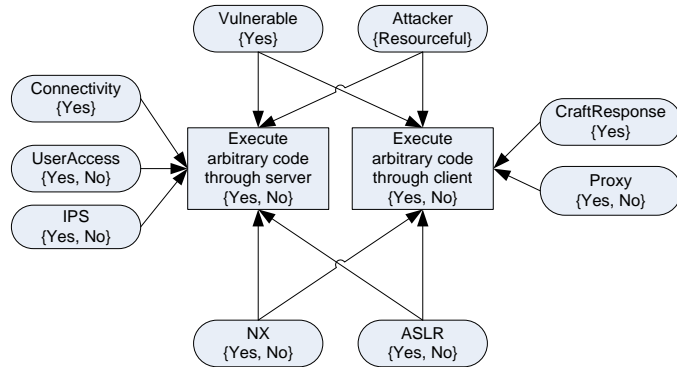 Vulnerable
{Yes}
Attacker
{Resourceful}
Connectivity
{Yes}
UserAccess
{Yes, No}
IPS
{Yes, No}
Execute
arbitrary code
through server
{Yes, No}
Execute
arbitrary code
through client
{Yes, No}
CraftResponse
{Yes}
Proxy
{Yes, No}
NX
{Yes, No}
ASLR
{Yes, No}